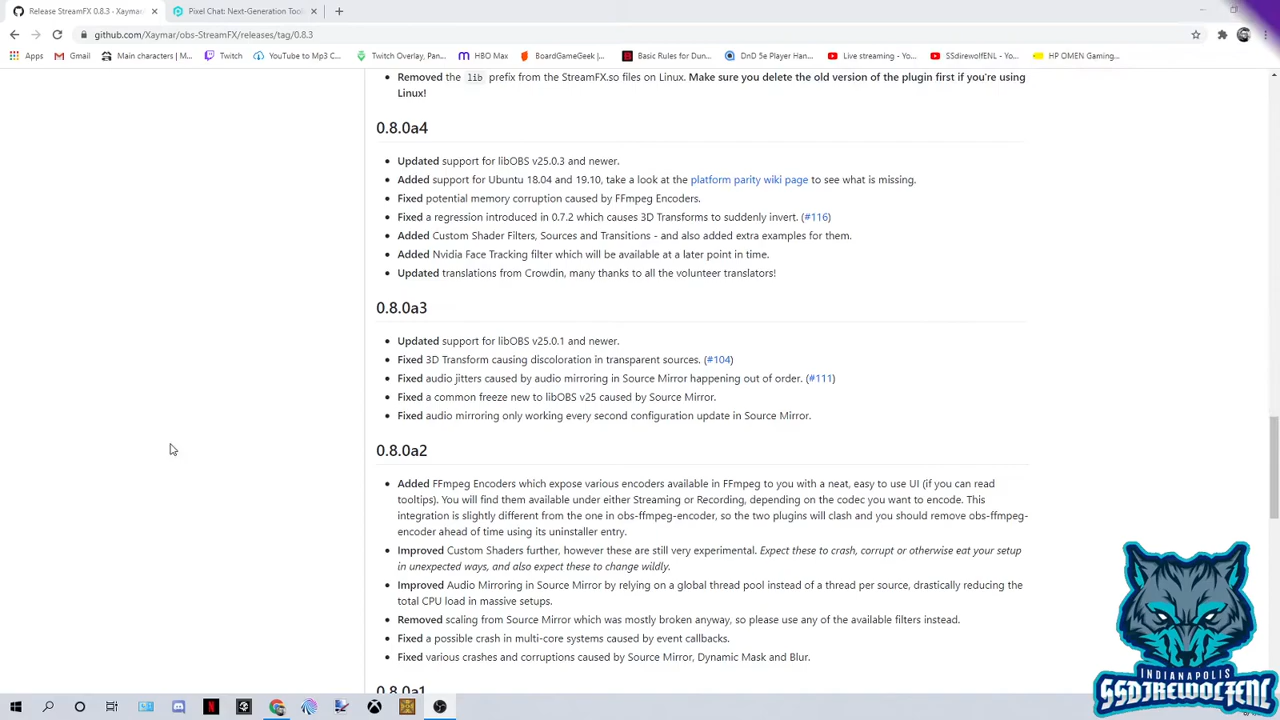 Release StreamFX 0.8.3 · Xaymar/
Pixel Chat: Next-Generation Tool
github.com/Xaymar/obs-StreamFX/releases/tag/0.8.3
Apps Gmail Main characters | M... Twitch YouTube to Mp3 C... Twitch Overlay, Pan... HBO Max BoardGameGeek |... Basic Rules for Dun... DnD 5e Player Han... Live streaming - Yo... SSdirewolfENL - Yo... HP OMEN Gaming...
Removed the lib prefix from the StreamFX.so files on Linux. Make sure you delete the old version of the plugin first if you're using
Linux!
0.8.0a4
Updated support for libOBS v25.0.3 and newer.
Added support for Ubuntu 18.04 and 19.10, take a look at the platform parity wiki page to see what is missing.
Fixed potential memory corruption caused by FFmpeg Encoders.
Fixed a regression introduced in 0.7.2 which causes 3D Transforms to suddenly invert. (#116)
Added Custom Shader Filters, Sources and Transitions - and also added extra examples for them.
Added Nvidia Face Tracking filter which will be available at a later point in time.
Updated translations from Crowdin, many thanks to all the volunteer translators!
0.8.0a3
Updated support for libOBS v25.0.1 and newer.
Fixed 3D Transform causing discoloration in transparent sources. (#104)
Fixed audio jitters caused by audio mirroring in Source Mirror happening out of order. (#111)
Fixed a common freeze new to libOBS v25 caused by Source Mirror.
Fixed audio mirroring only working every second configuration update in Source Mirror.
0.8.0a2
Added FFmpeg Encoders which expose various encoders available in FFmpeg to you with a neat, easy to use UI (if you can read
tooltips). You will find them available under either Streaming or Recording, depending on the codec you want to encode. This
integration is slightly different from the one in obs-ffmpeg-encoder, so the two plugins will clash and you should remove obs-ffmpeg-
encoder ahead of time using its uninstaller entry.
Improved Custom Shaders further, however these are still very experimental. Expect these to crash, corrupt or otherwise eat your setup
in unexpected ways, and also expect these to change wildly.
Improved Audio Mirroring in Source Mirror by relying on a global thread pool instead of a thread per source, drastically reducing the
total CPU load in massive setups.
Removed scaling from Source Mirror which was mostly broken anyway, so please use any of the available filters instead.
Fixed a possible crash in multi-core systems caused by event callbacks.
Fixed various crashes and corruptions caused by Source Mirror, Dynamic Mask and Blur.
0.8.0a1
INDIANAPOLIS
SSDIREWOLFENL